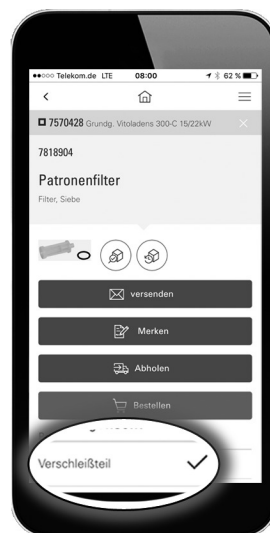 ●●○○○ Telekom.de LTE 08:00 62 %
7570428 Grundg. Vitoladens 300-C 15/22kW
7818904
Patronenfilter
Filter, Siebe
versenden
Merken
Abholen
Bestellen
Verschleißteil